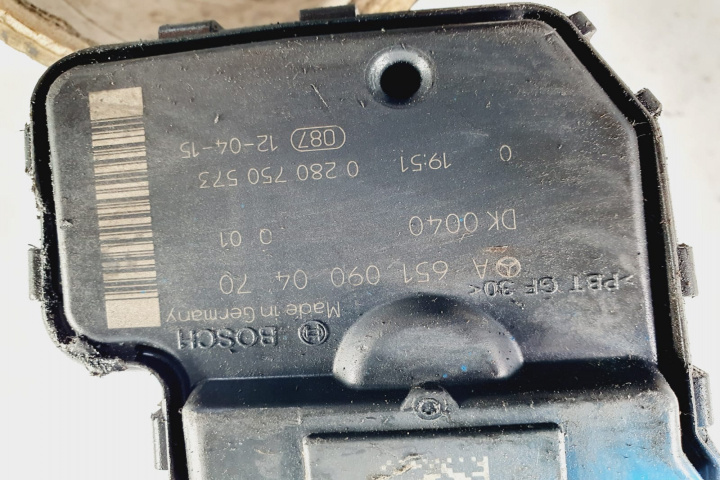 >PBT GF 30<
BOSCH
Made in Germany
A 651 090 04 70
DK 0040 Q 01
0 280 750 573
0 19:51
087 12-04-15